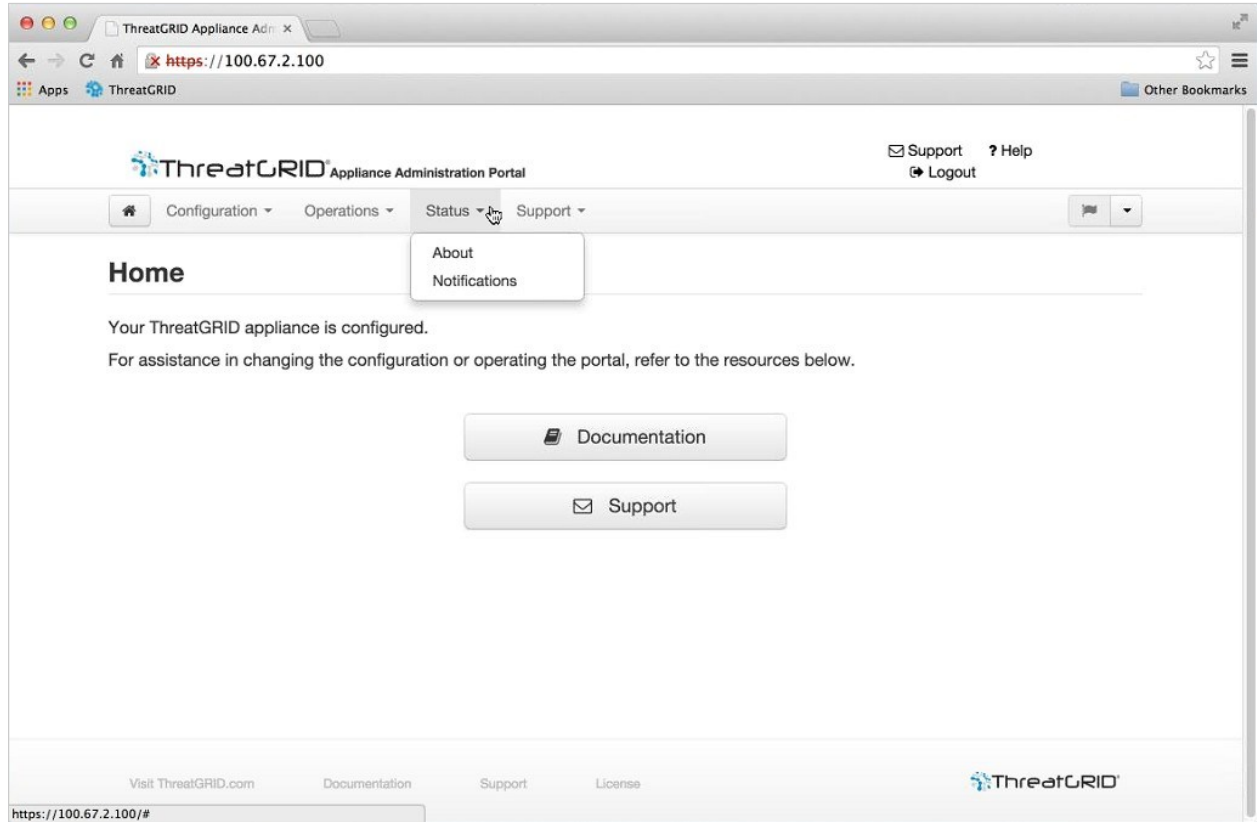 ThreatGRID Appliance Adm
https://100.67.2.100
Apps ThreatGRID Other Bookmarks
ThreatGRID® Appliance Administration Portal
Support ? Help
Logout
Configuration Operations Status Support
About
Notifications
Home
Your ThreatGRID appliance is configured.
For assistance in changing the configuration or operating the portal, refer to the resources below.
Documentation
Support
Visit ThreatGRID.com Documentation Support License ThreatGRID®
https://100.67.2.100/#